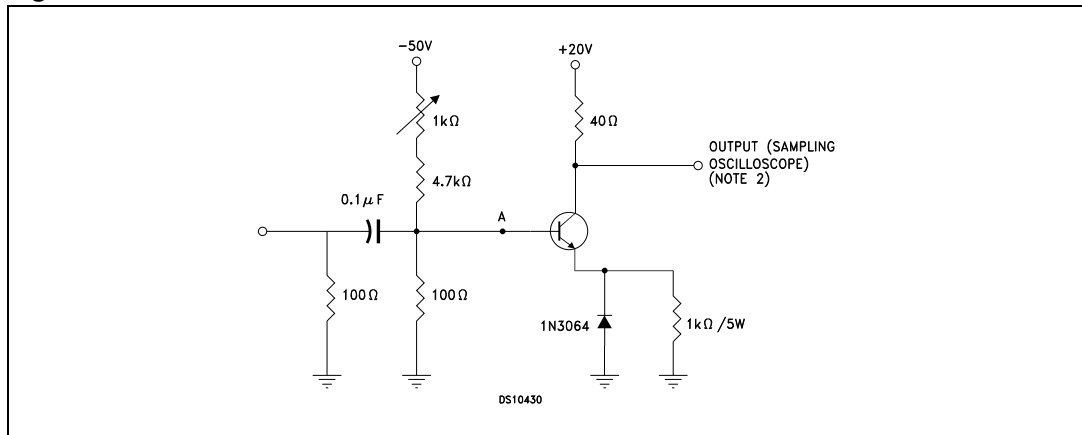 -50V
+20V
1kΩ
40Ω
OUTPUT (SAMPLING
OSCILLOSCOPE)
(NOTE 2)
4.7kΩ
0.1μF
A
100Ω
100Ω
1N3064
1kΩ/5W
DS10430